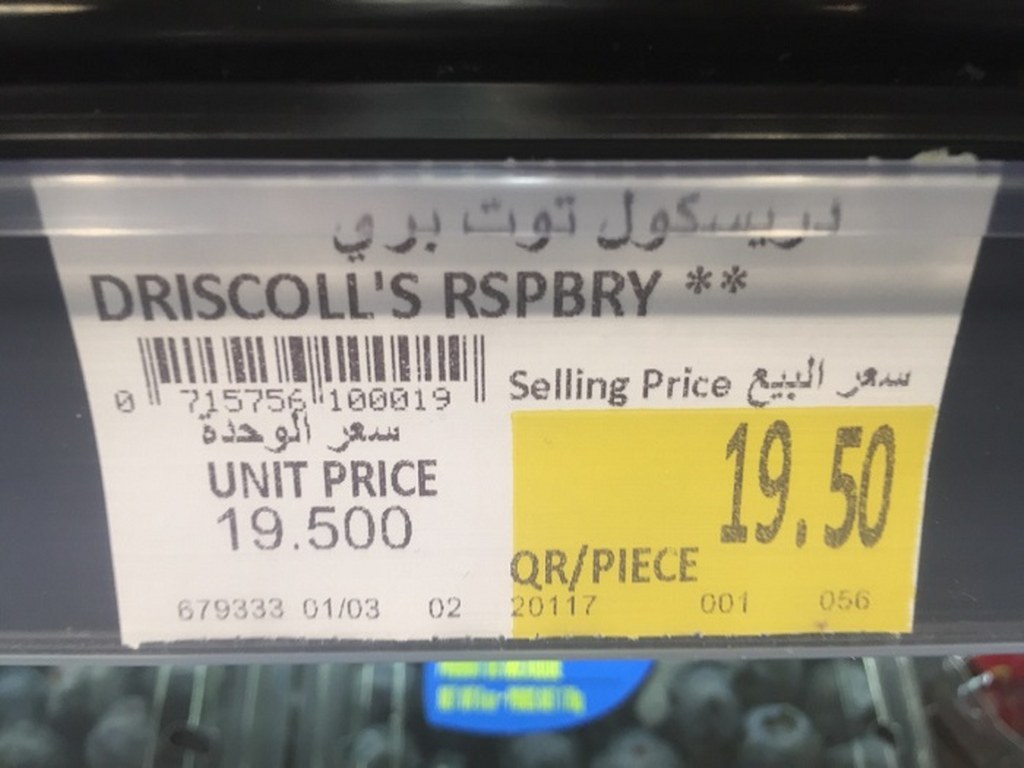 دريسكول توت بري
DRISCOLL'S RSPBRY **
0 715756 100019
Selling Price سعر البيع
سعر الوحدة
UNIT PRICE
19.500
19.50
QR/PIECE
679333 01/03 02 20117 001 056